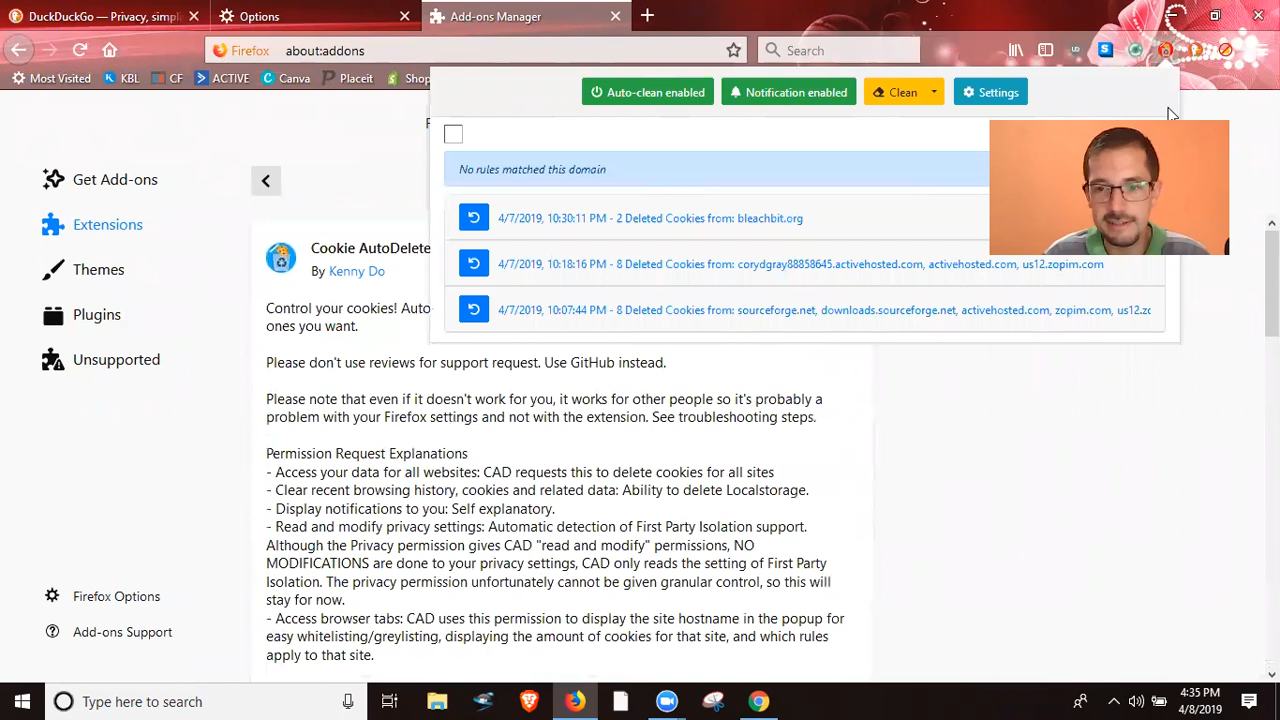 DuckDuckGo — Privacy, simpl
Options
Add-ons Manager
Firefox
about:addons
Search
Most Visited
KBL
CF
ACTIVE
Canva
Placeit
Shop
Auto-clean enabled
Notification enabled
Clean
Settings
No rules matched this domain
4/7/2019, 10:30:11 PM - 2 Deleted Cookies from: bleachbit.org
4/7/2019, 10:18:16 PM - 8 Deleted Cookies from: corydgray88858645.activehosted.com, activehosted.com, us12.zopim.com
4/7/2019, 10:07:44 PM - 8 Deleted Cookies from: sourceforge.net, downloads.sourceforge.net, activehosted.com, zopim.com, us12.zo
Get Add-ons
Extensions
Themes
Plugins
Unsupported
Firefox Options
Add-ons Support
Cookie AutoDelete
By Kenny Do
Control your cookies! Auto
ones you want.
Please don't use reviews for support request. Use GitHub instead.
Please note that even if it doesn't work for you, it works for other people so it's probably a
problem with your Firefox settings and not with the extension. See troubleshooting steps.
Permission Request Explanations
- Access your data for all websites: CAD requests this to delete cookies for all sites
- Clear recent browsing history, cookies and related data: Ability to delete Localstorage.
- Display notifications to you: Self explanatory.
- Read and modify privacy settings: Automatic detection of First Party Isolation support.
Although the Privacy permission gives CAD "read and modify" permissions, NO
MODIFICATIONS are done to your privacy settings, CAD only reads the setting of First Party
Isolation. The privacy permission unfortunately cannot be given granular control, so this will
stay for now.
- Access browser tabs: CAD uses this permission to display the site hostname in the popup for
easy whitelisting/greylisting, displaying the amount of cookies for that site, and which rules
apply to that site.
Type here to search
4:35 PM
4/8/2019